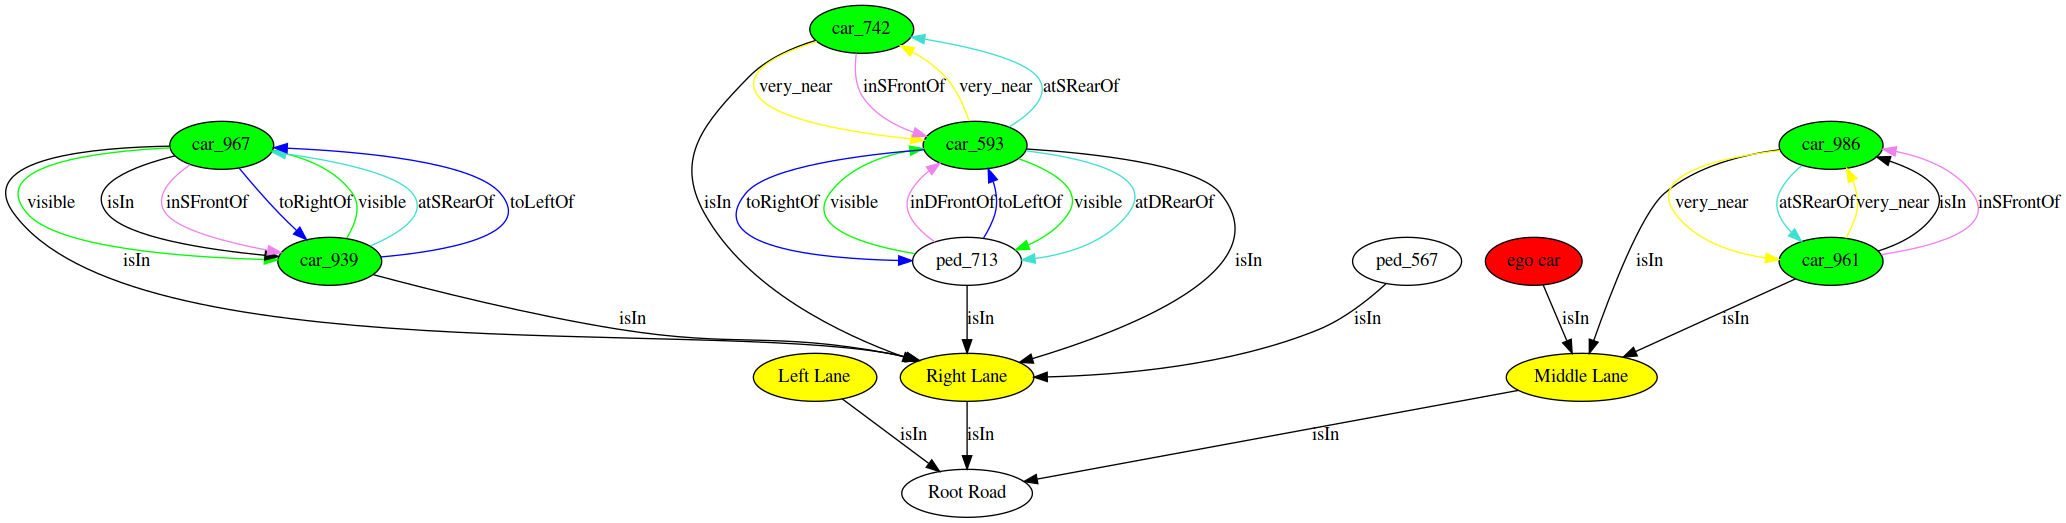 car_742
very_near
inSFrontOf
very_near
atSRearOf
car_967
car_593
car_986
visible
isIn
inSFrontOf
toRightOf
visible
atSRearOf
toLeftOf
isIn
toRightOf
visible
inDFrontOf
toLeftOf
visible
atDRearOf
very_near
atSRearOf
very_near
isIn
inSFrontOf
isIn
car_939
ped_713
isIn
ped_567
ego car
isIn
car_961
isIn
isIn
isIn
isIn
isIn
Left Lane
Right Lane
Middle Lane
isIn
isIn
isIn
Root Road